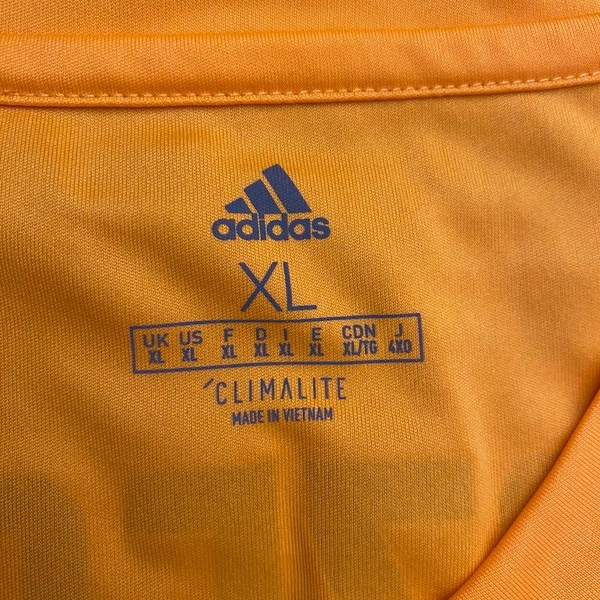 adidas
XL
UK US F D I E CDN J
XL XL XL XL XL XL XL/TG 4XO
CLIMALITE
MADE IN VIETNAM